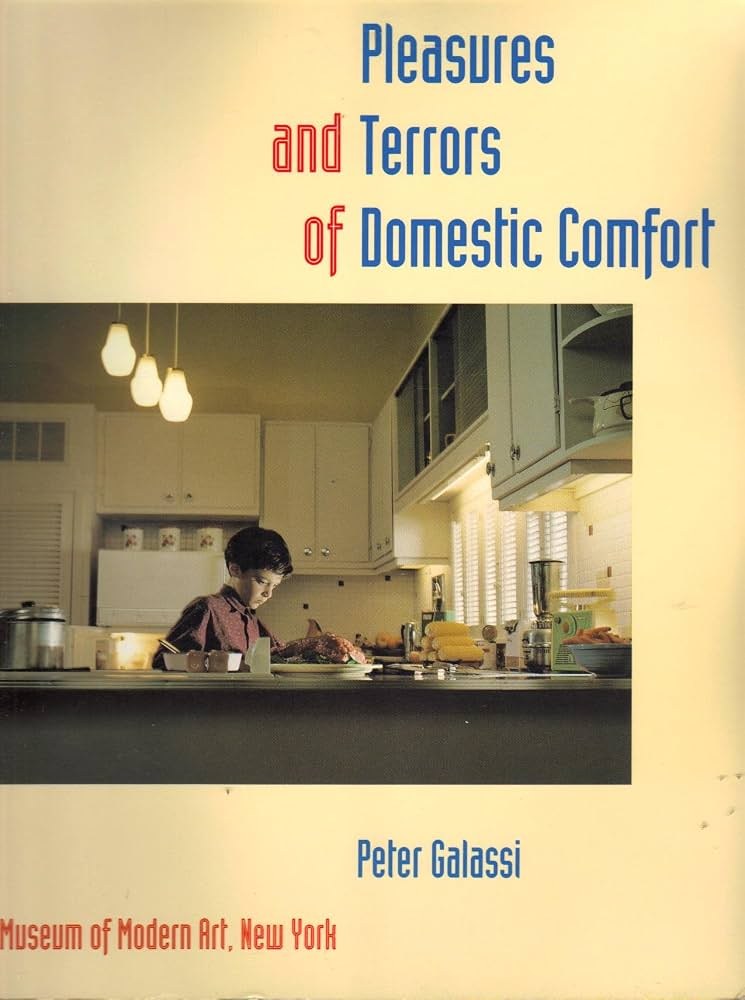 Pleasures
and Terrors
of Domestic Comfort
Peter Galassi
Museum of Modern Art, New York